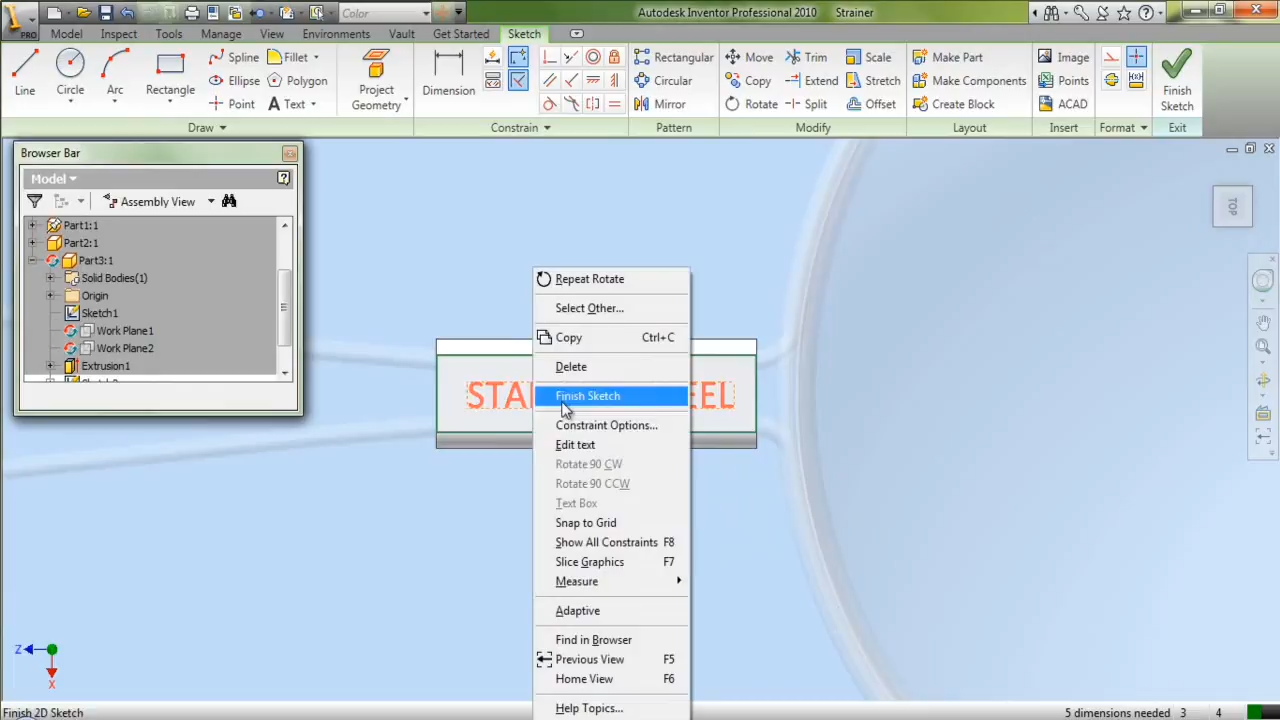 Color
Autodesk Inventor Professional 2010 Strainer
PRO
Model Inspect Tools Manage View Environments Vault Get Started Sketch
Line Circle Arc Rectangle
Spline Fillet
Ellipse Polygon
Point Text
Project Geometry
Dimension
Rectangular
Circular
Mirror
Move Trim Scale
Copy Extend Stretch
Rotate Split Offset
Make Part
Make Components
Create Block
Image
Points
ACAD
Finish Sketch
Draw Constrain Pattern Modify Layout Insert Format Exit
Browser Bar
Model
Assembly View
Part1:1
Part2:1
Part3:1
Solid Bodies(1)
Origin
Sketch1
Work Plane1
Work Plane2
Extrusion1
TOP
STAI
EEL
Repeat Rotate
Select Other...
Copy Ctrl+C
Delete
Finish Sketch
Constraint Options...
Edit text
Rotate 90 CW
Rotate 90 CCW
Text Box
Snap to Grid
Show All Constraints F8
Slice Graphics F7
Measure
Adaptive
Find in Browser
Previous View F5
Home View F6
Help Topics...
Z
X
Finish 2D Sketch
5 dimensions needed 3 4